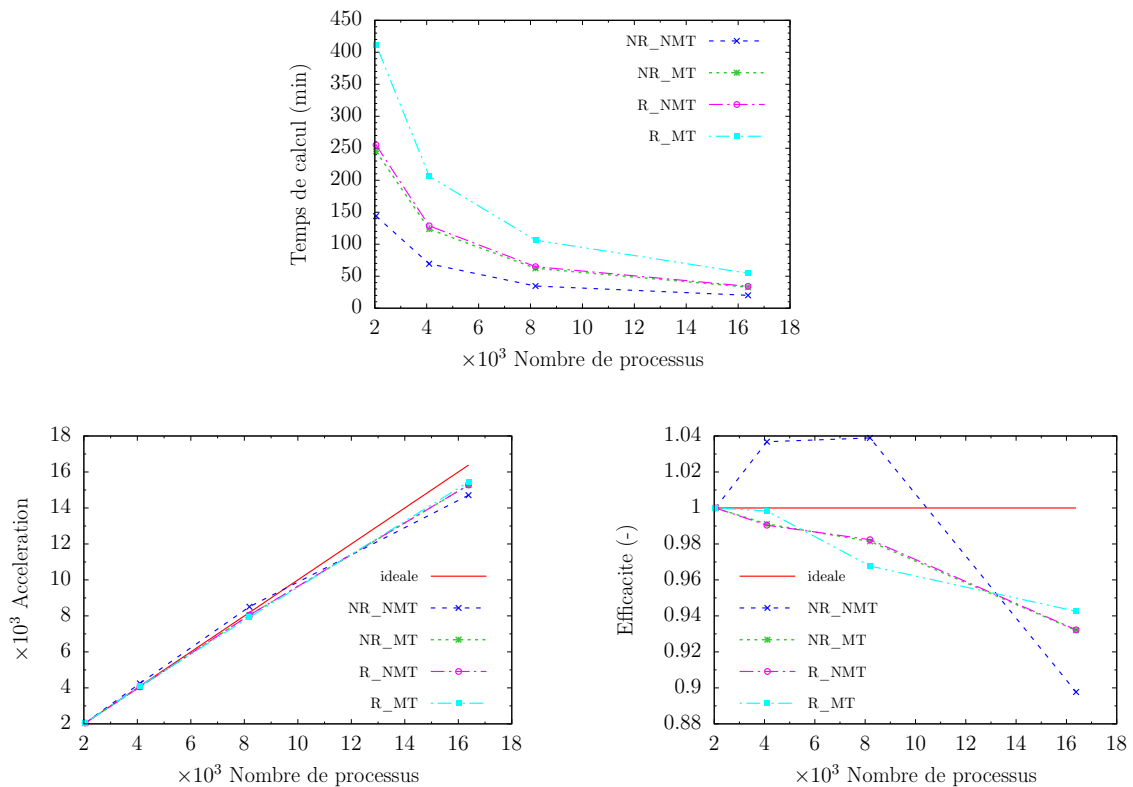 450
400
350
300
250
200
150
100
50
0
Temps de calcul (min)
NR_NMT
NR_MT
R_NMT
R_MT
2 4 6 8 10 12 14 16 18
×10³ Nombre de processus
18
16
14
12
10
8
6
4
2
×10³ Acceleration
ideale
NR_NMT
NR_MT
R_NMT
R_MT
2 4 6 8 10 12 14 16 18
×10³ Nombre de processus
1.04
1.02
1
0.98
0.96
0.94
0.92
0.9
0.88
Efficacite (-)
ideale
NR_NMT
NR_MT
R_NMT
R_MT
2 4 6 8 10 12 14 16 18
×10³ Nombre de processus